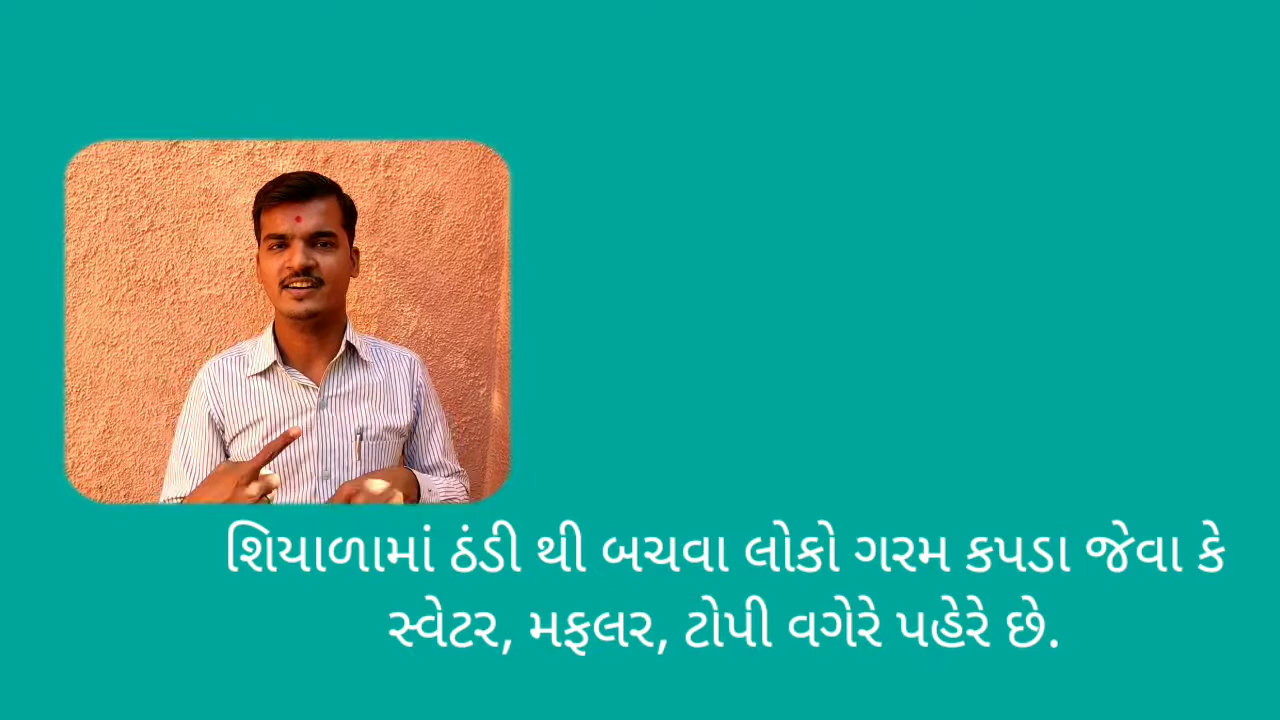 શિયાળામાં ઠંડી થી બચવા લોકો ગરમ કપડા જેવા કે
સ્વેટર, મફલર, ટોપી વગેરે પહેરે છે.